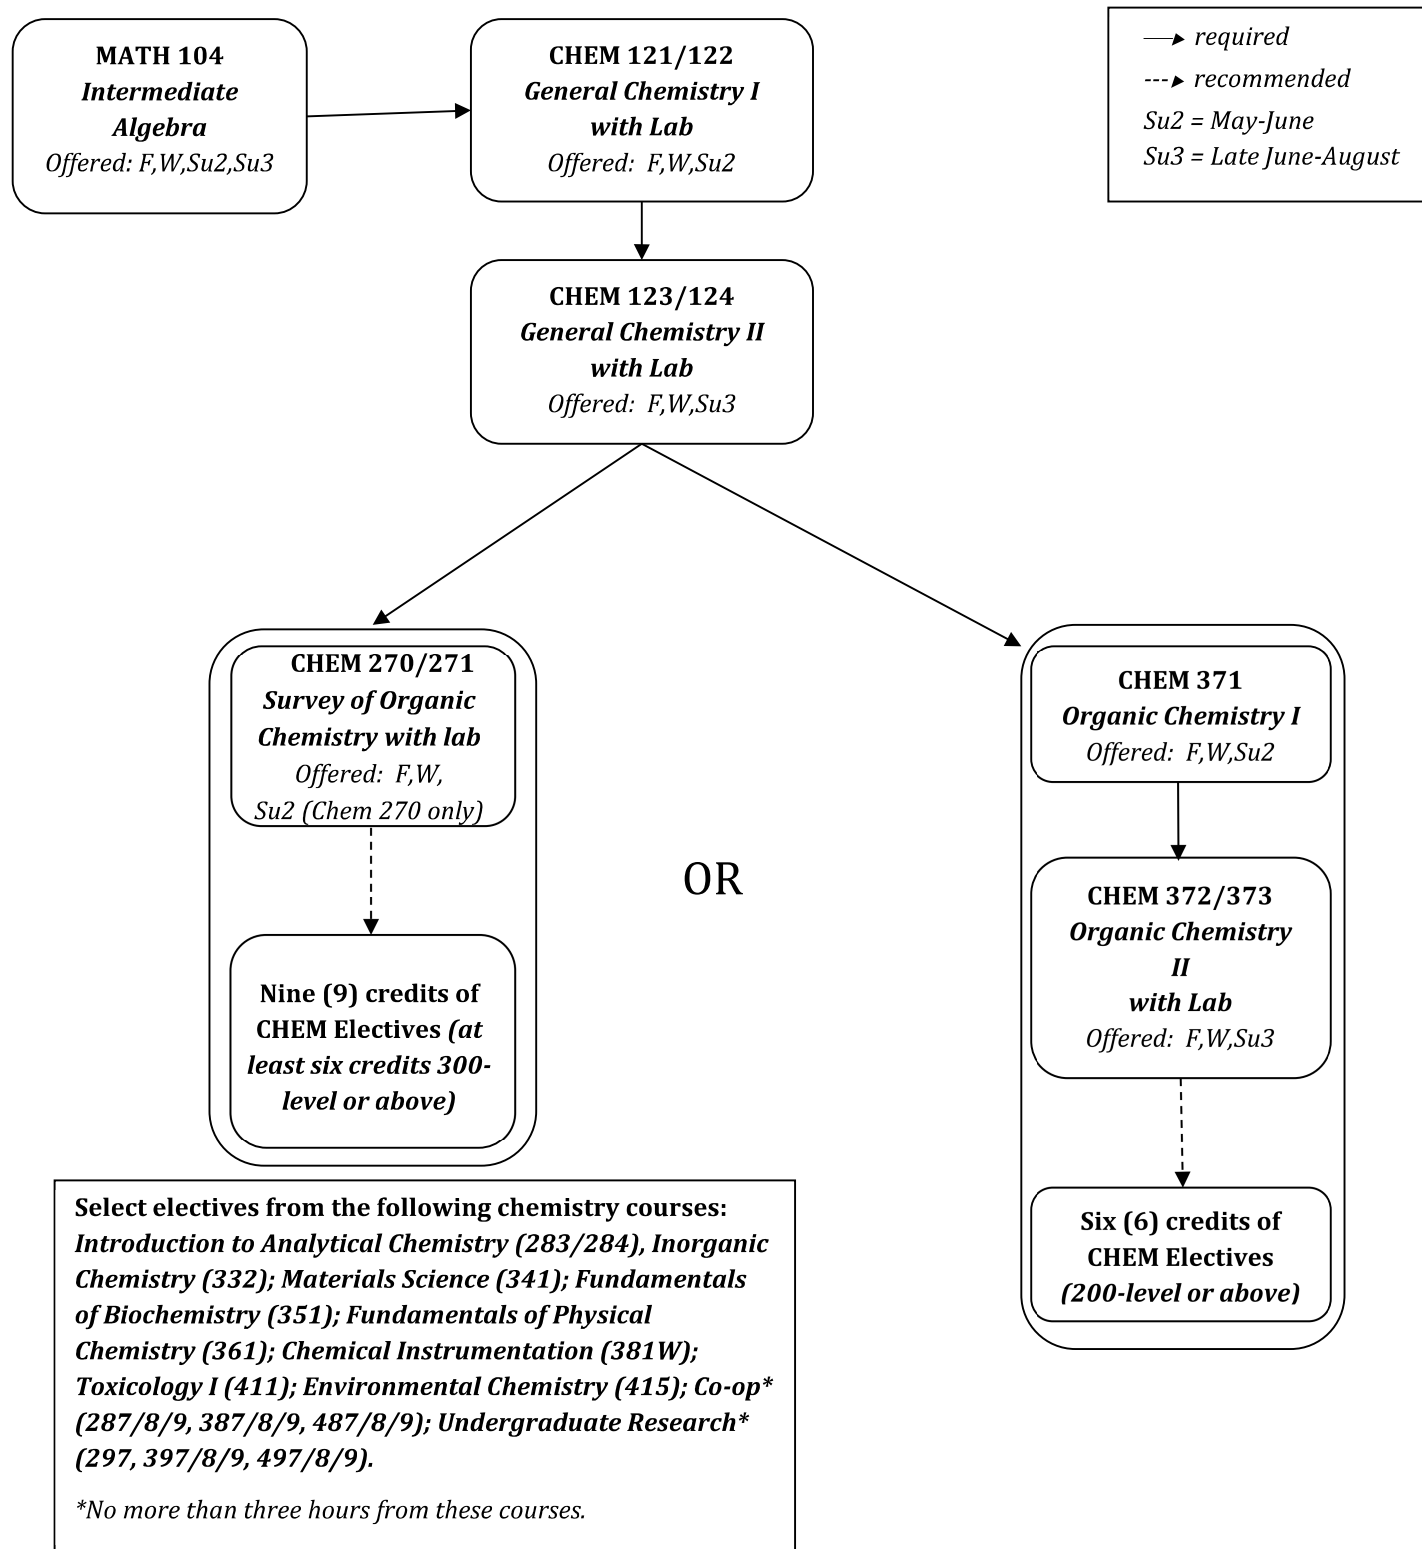 MATH 104
Intermediate
Algebra
Offered: F,W,Su2,Su3
CHEM 121/122
General Chemistry I
with Lab
Offered:  F,W,Su2
required
recommended
Su2 = May-June
Su3 = Late June-August
CHEM 123/124
General Chemistry II
with Lab
Offered:  F,W,Su3
CHEM 270/271
Survey of Organic
Chemistry with lab
Offered:  F,W,
Su2 (Chem 270 only)
Nine (9) credits of
CHEM Electives (at
least six credits 300-
level or above)
OR
CHEM 371
Organic Chemistry I
Offered:  F,W,Su2
CHEM 372/373
Organic Chemistry
II
with Lab
Offered:  F,W,Su3
Six (6) credits of
CHEM Electives
(200-level or above)
Select electives from the following chemistry courses:
Introduction to Analytical Chemistry (283/284), Inorganic
Chemistry (332); Materials Science (341); Fundamentals
of Biochemistry (351); Fundamentals of Physical
Chemistry (361); Chemical Instrumentation (381W);
Toxicology I (411); Environmental Chemistry (415); Co-op*
(287/8/9, 387/8/9, 487/8/9); Undergraduate Research*
(297, 397/8/9, 497/8/9).
*No more than three hours from these courses.